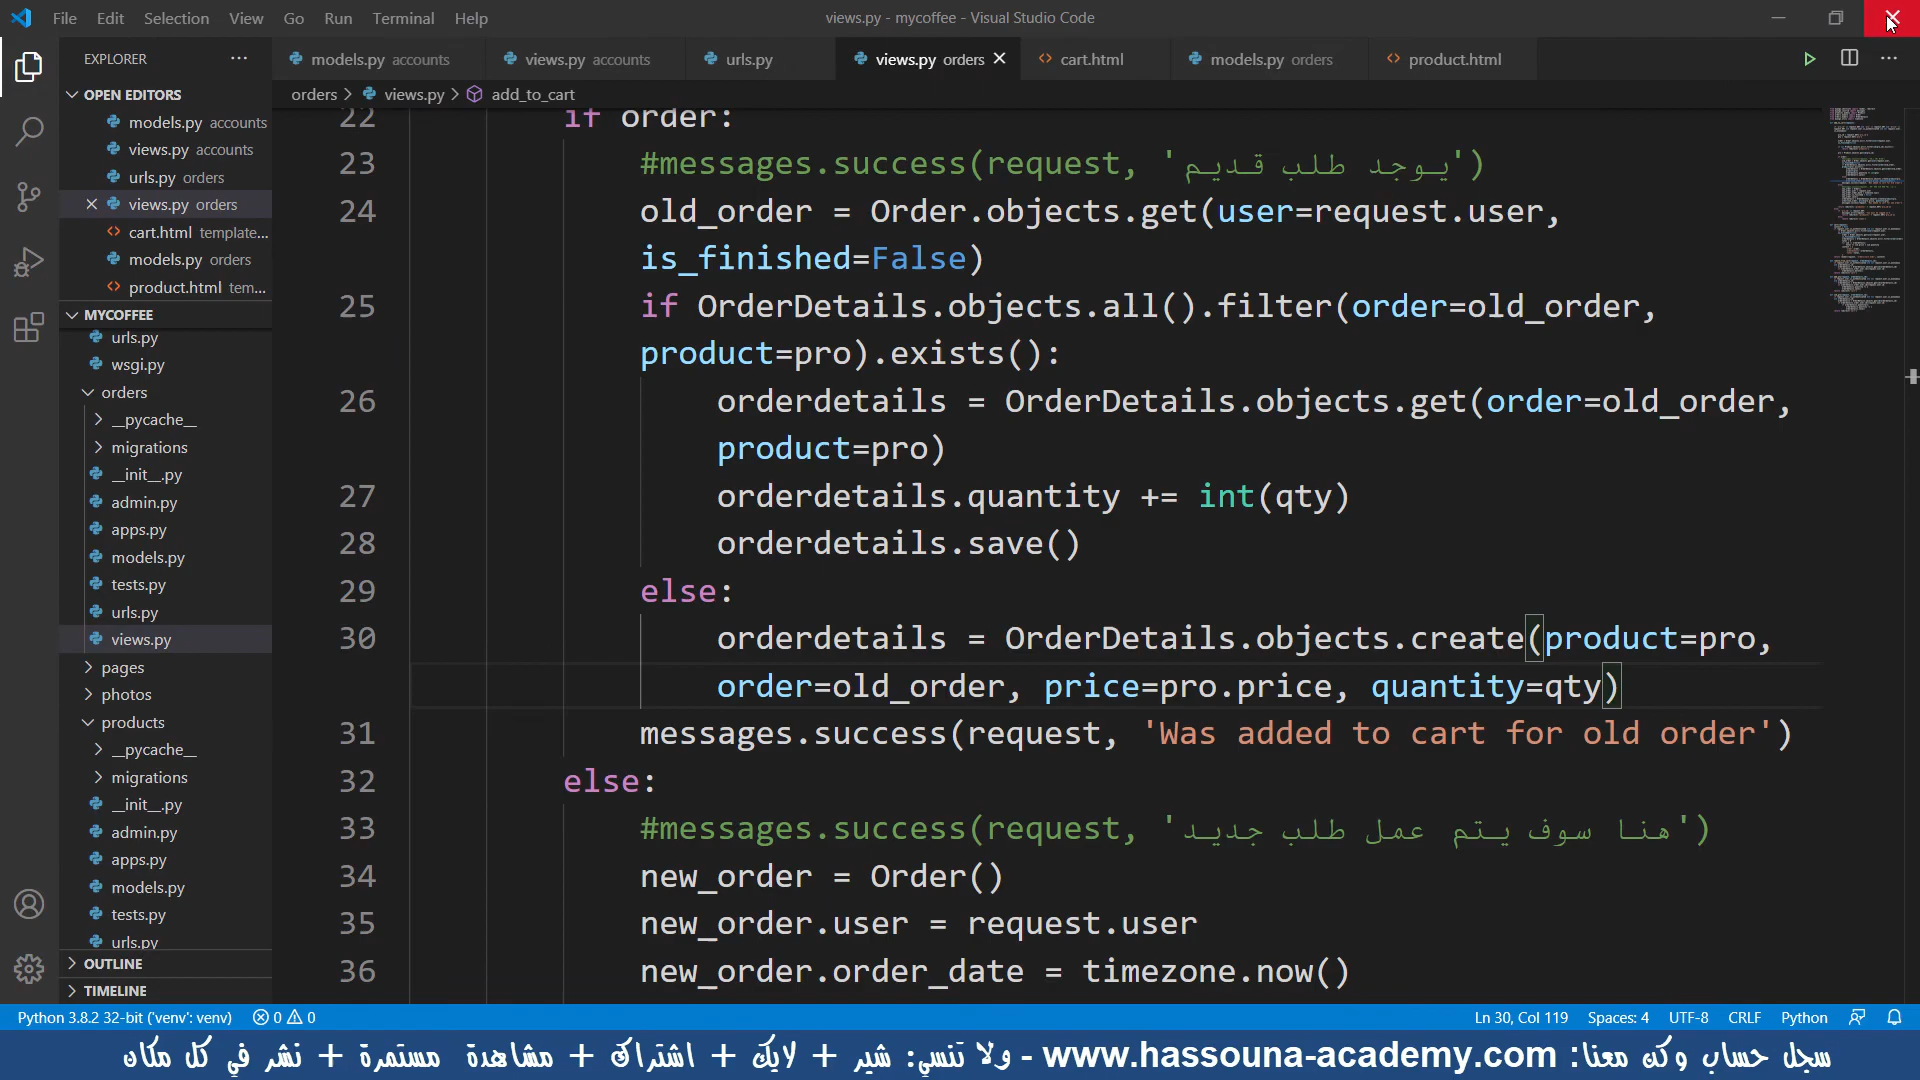 File Edit Selection View Go Run Terminal Help views.py - mycoffee - Visual Studio Code
EXPLORER ... models.py accounts views.py accounts urls.py views.py orders cart.html models.py orders product.html ...
orders > views.py > add_to_cart
OPEN EDITORS
models.py accounts
views.py accounts
urls.py orders
views.py orders
cart.html template...
models.py orders
product.html tem...
MYCOFFEE
urls.py
wsgi.py
orders
__pycache__
migrations
__init__.py
admin.py
apps.py
models.py
tests.py
urls.py
views.py
pages
photos
products
__pycache__
migrations
__init__.py
admin.py
apps.py
models.py
tests.py
urls.py
OUTLINE
TIMELINE
22 if order:
23 #messages.success(request, 'يوجد طلب قديم')
24 old_order = Order.objects.get(user=request.user,
is_finished=False)
25 if OrderDetails.objects.all().filter(order=old_order,
product=pro).exists():
26 orderdetails = OrderDetails.objects.get(order=old_order,
product=pro)
27 orderdetails.quantity += int(qty)
28 orderdetails.save()
29 else:
30 orderdetails = OrderDetails.objects.create(product=pro,
order=old_order, price=pro.price, quantity=qty)
31 messages.success(request, 'Was added to cart for old order')
32 else:
33 #messages.success(request, 'هنا سوف يتم عمل طلب جديد')
34 new_order = Order()
35 new_order.user = request.user
36 new_order.order_date = timezone.now()
Python 3.8.2 32-bit ('venv': venv) 0 0 Ln 30, Col 119 Spaces: 4 UTF-8 CRLF Python
سجل حساب وكن معنا: www.hassouna-academy.com - ولا تنسي: شير + لايك + اشتراك + مشاهدة مستمرة + نشر في كل مكان